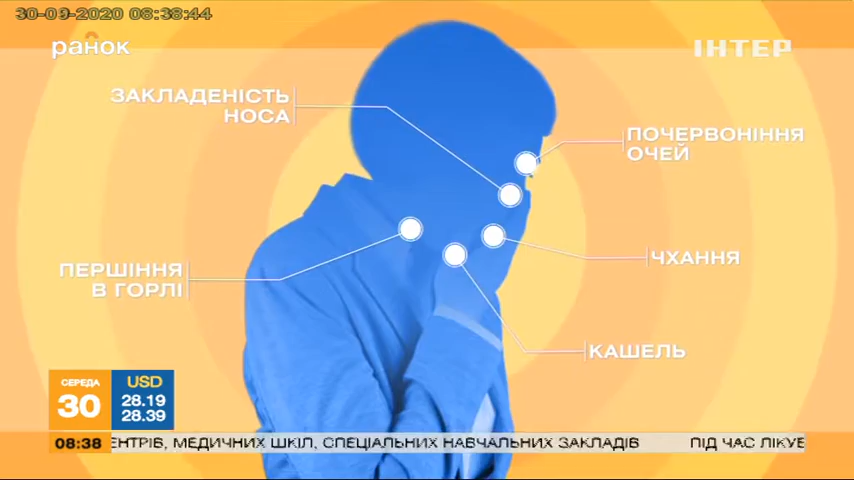 30-09-2020 08:38:44
ранок
ІНТЕР
ЗАКЛАДЕНІСТЬ
НОСА
ПОЧЕРВОНІННЯ
ОЧЕЙ
ПЕРШІННЯ
В ГОРЛІ
ЧХАННЯ
КАШЕЛЬ
СЕРЕДА
30
USD
28.19
28.39
08:38
ЕНТРІВ, МЕДИЧНИХ ШКІЛ, СПЕЦІАЛЬНИХ НАВЧАЛЬНИХ ЗАКЛАДІВ ПІД ЧАС ЛІКУВ